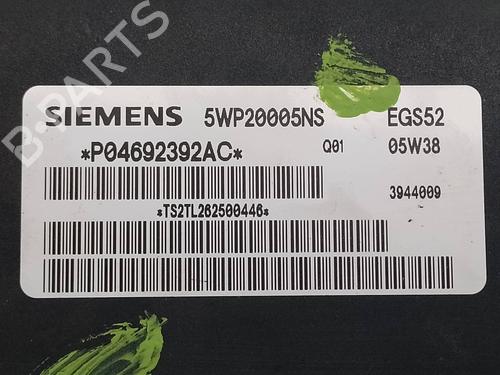 SIEMENS 5WP20005NS EGS52
*P04692392AC* Q01 05W38
3944009
*TS2TL262500446*
B-PARTS